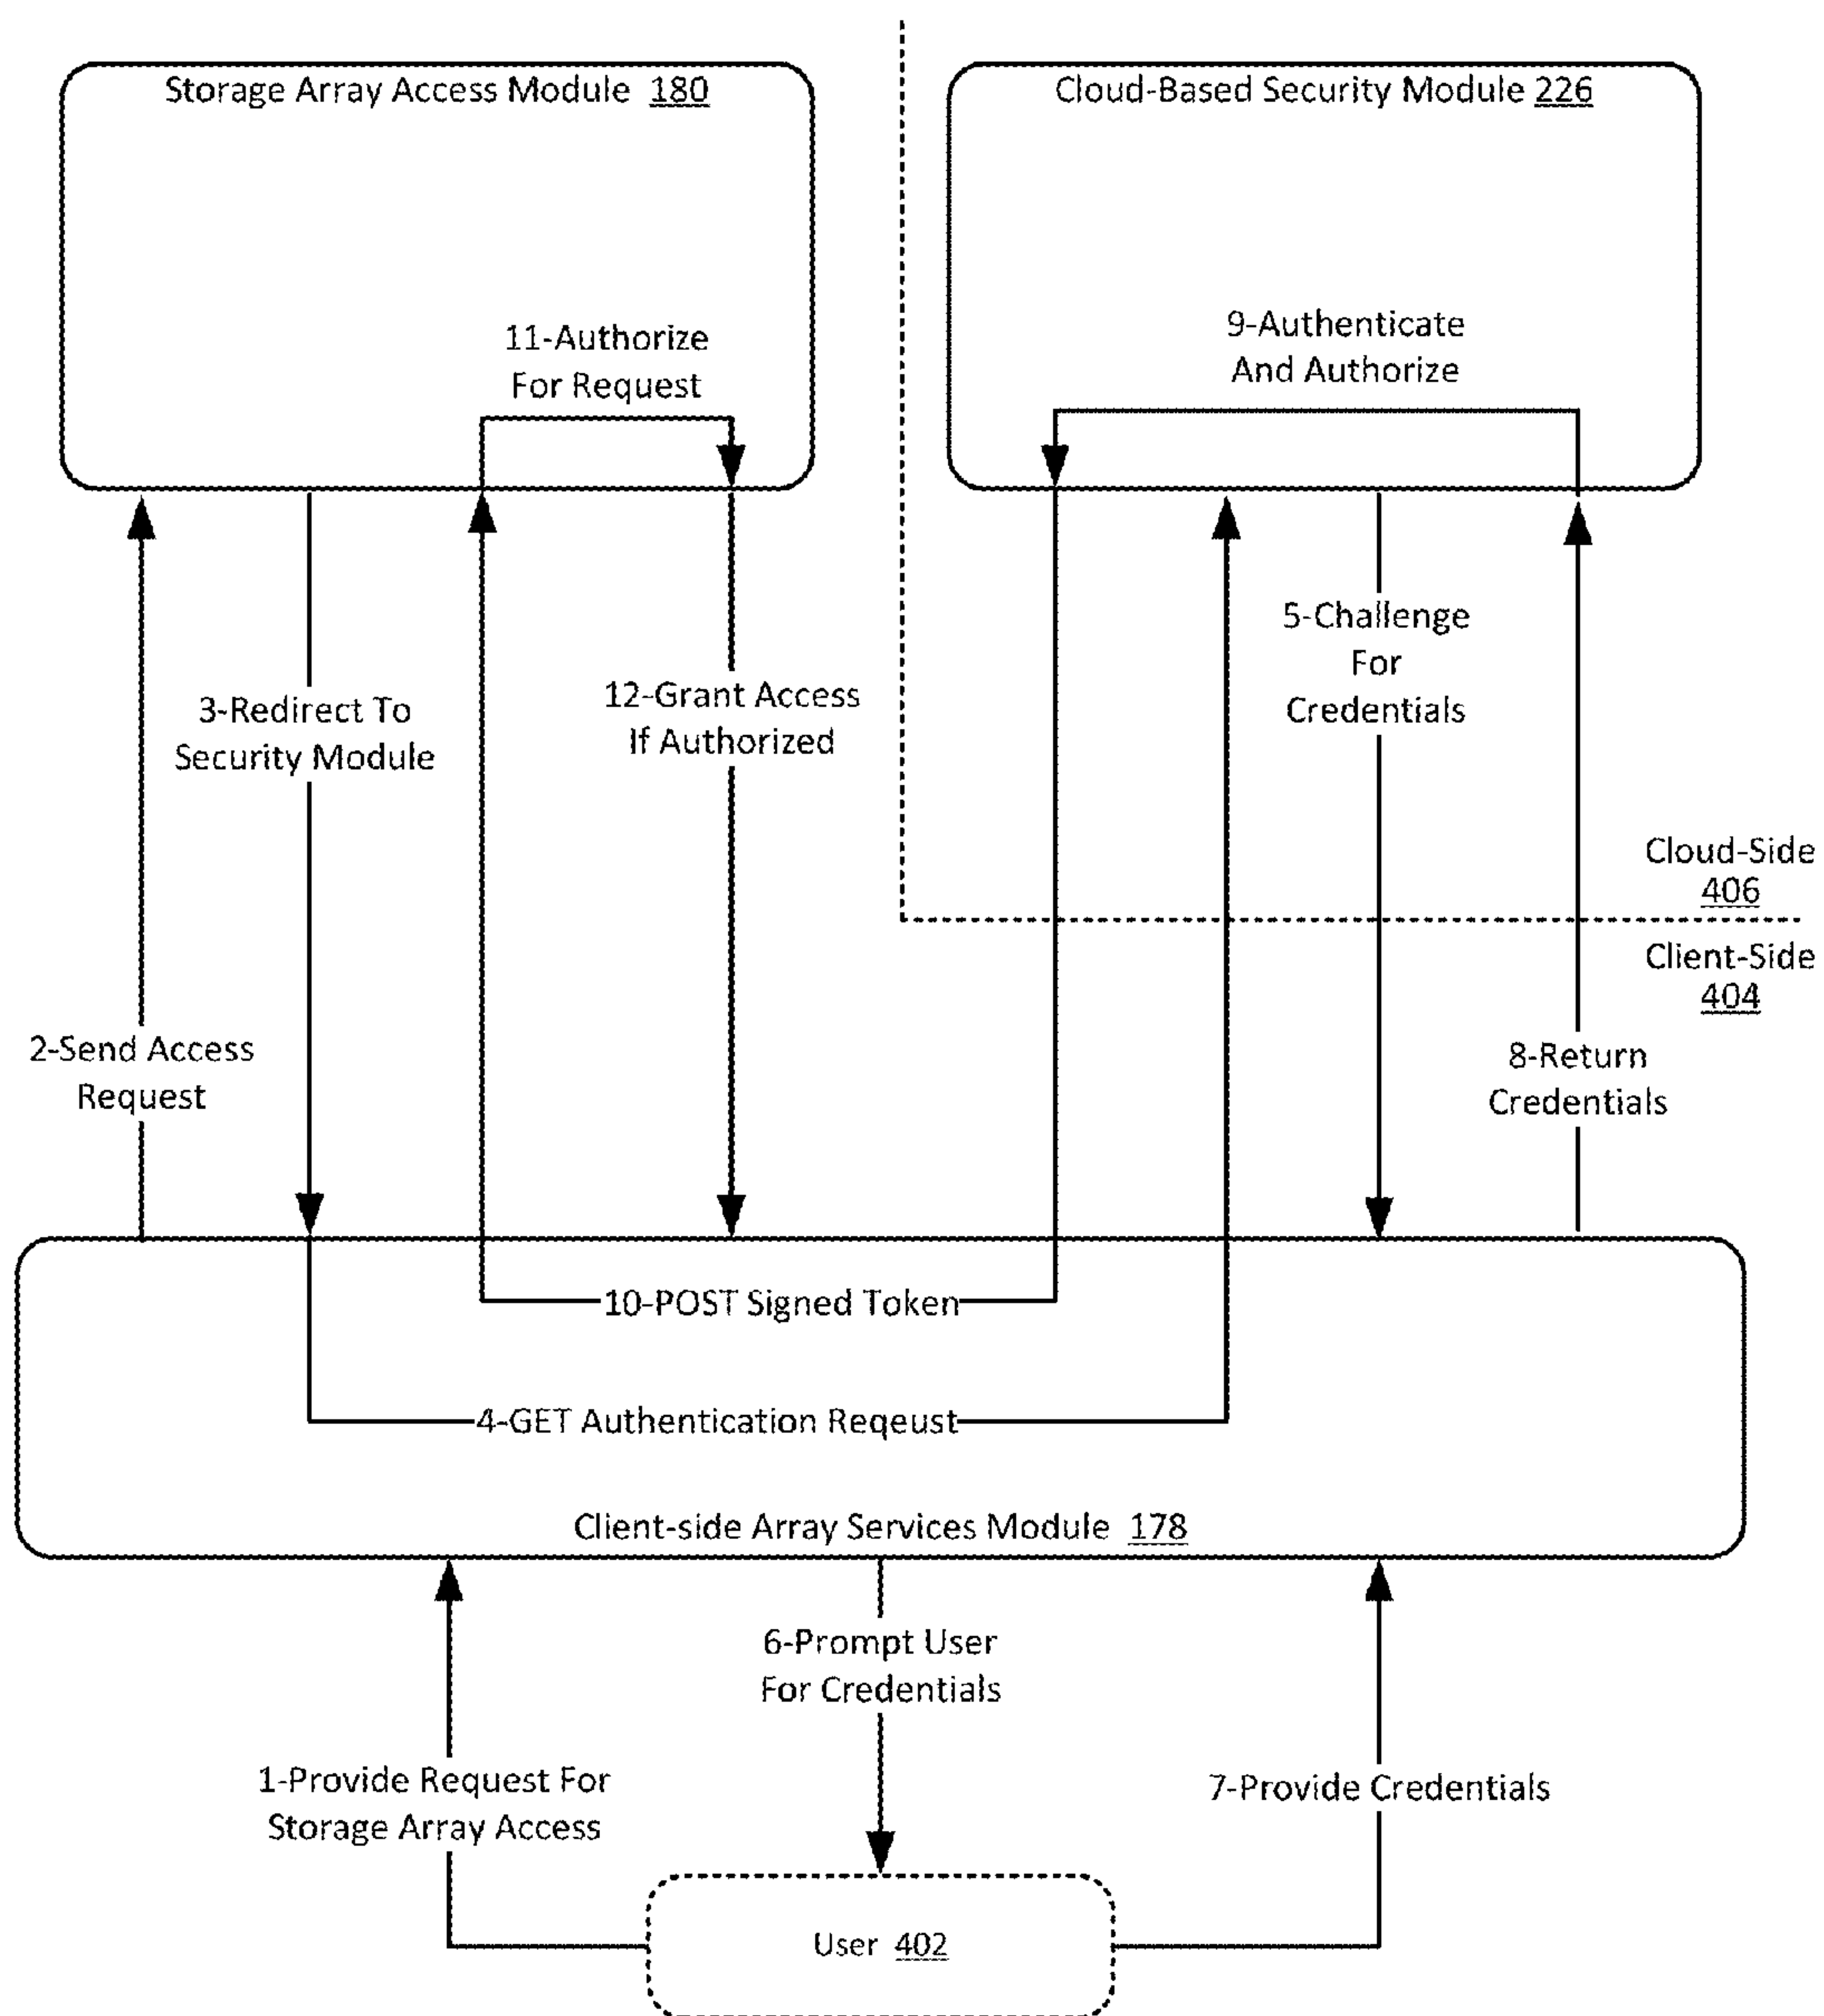 Storage Array Access Module 180
Cloud-Based Security Module 226
11-Authorize
For Request
9-Authenticate
And Authorize
5-Challenge
For
Credentials
3-Redirect To
Security Module
12-Grant Access
If Authorized
Cloud-Side
406
Client-Side
404
2-Send Access
Request
8-Return
Credentials
10-POST Signed Token
4-GET Authentication Reqeust
Client-side Array Services Module 178
6-Prompt User
For Credentials
1-Provide Request For
Storage Array Access
7-Provide Credentials
User 402